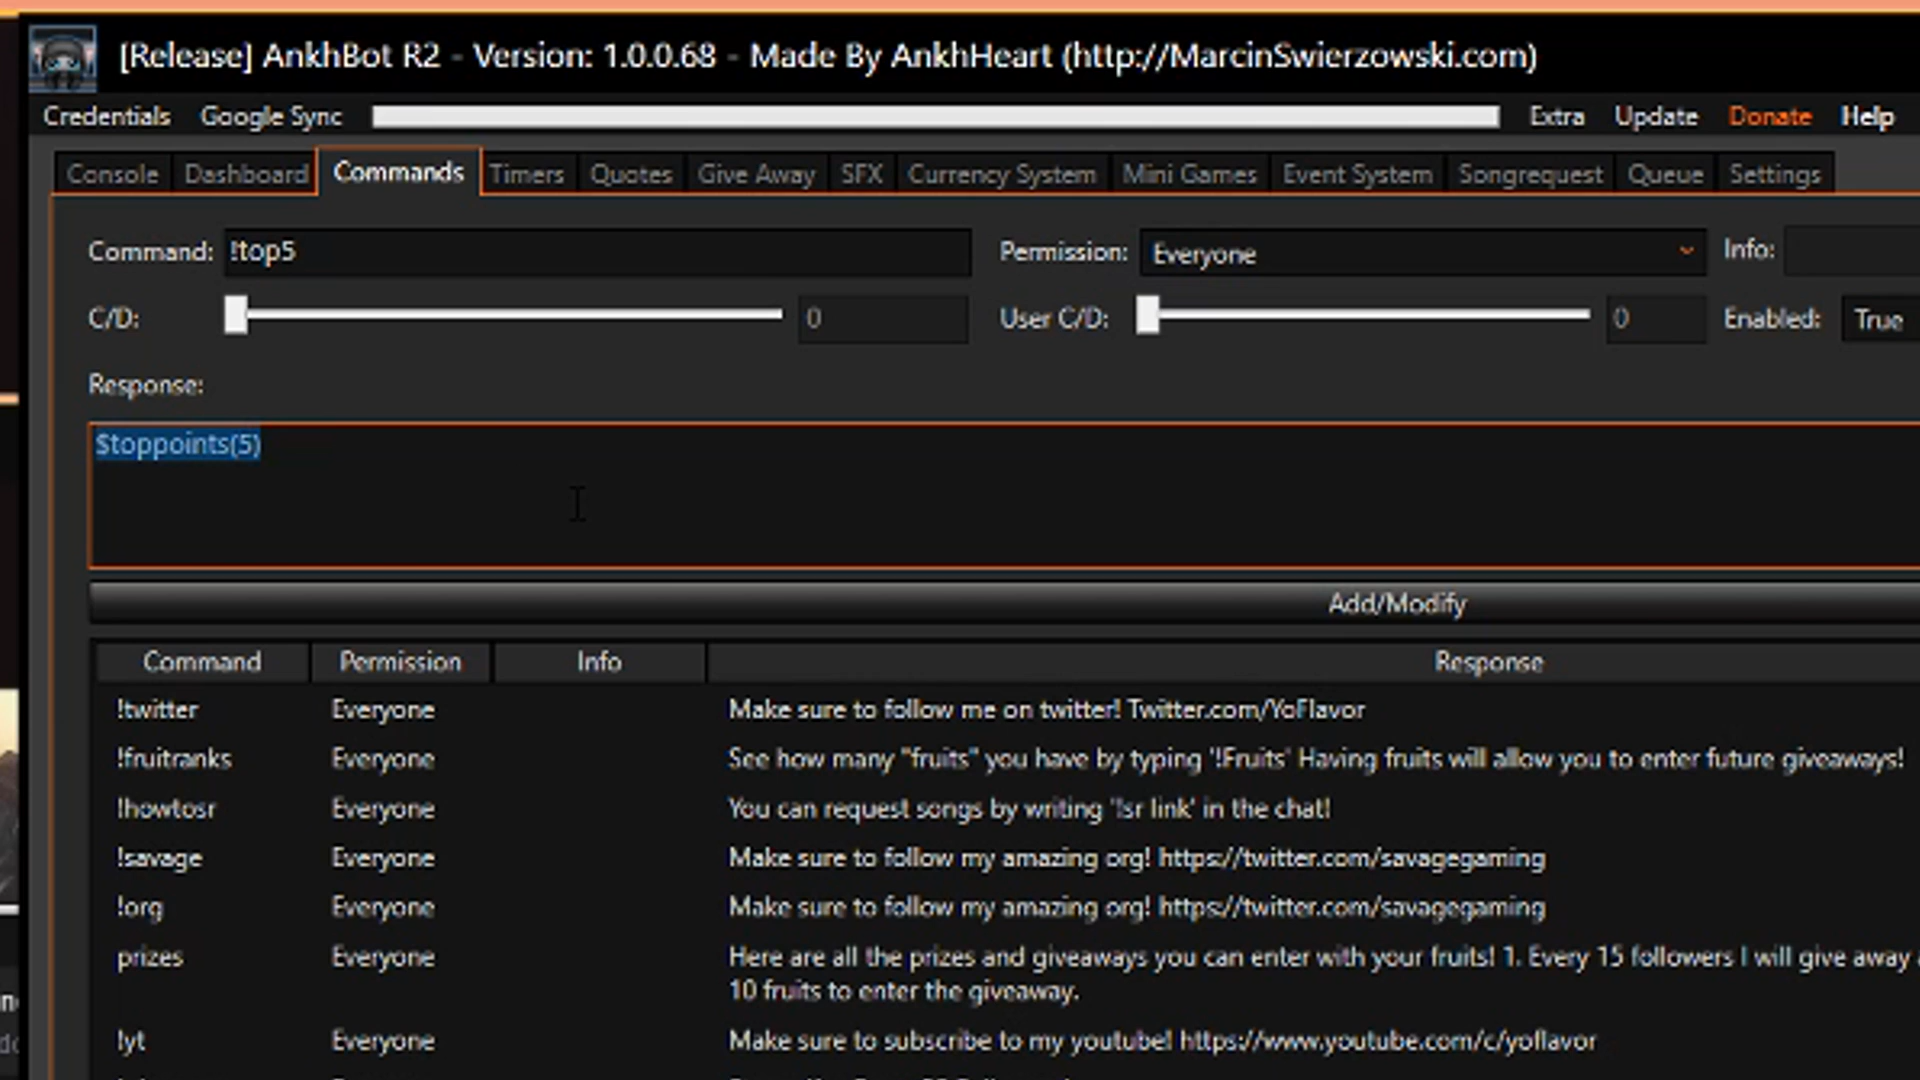 [Release] AnkhBot R2 - Version: 1.0.0.68 - Made By AnkhHeart (http://MarcinSwierzowski.com)
Credentials Google Sync Extra Update Donate Help
Console Dashboard Commands Timers Quotes Give Away SFX Currency System Mini Games Event System Songrequest Queue Settings
Command: !top5 Permission: Everyone Info:
C/D: 0 User C/D: 0 Enabled: True
Response:
$toppoints(5)
Add/Modify
Command Permission Info Response
!twitter Everyone Make sure to follow me on twitter! Twitter.com/YoFlavor
!fruitranks Everyone See how many "fruits" you have by typing '!Fruits' Having fruits will allow you to enter future giveaways!
!howtosr Everyone You can request songs by writing '!sr link' in the chat!
!savage Everyone Make sure to follow my amazing org! https://twitter.com/savagegaming
!org Everyone Make sure to follow my amazing org! https://twitter.com/savagegaming
prizes Everyone Here are all the prizes and giveaways you can enter with your fruits! 1. Every 15 followers I will give away
10 fruits to enter the giveaway.
!yt Everyone Make sure to subscribe to my youtube! https://www.youtube.com/c/yoflavor